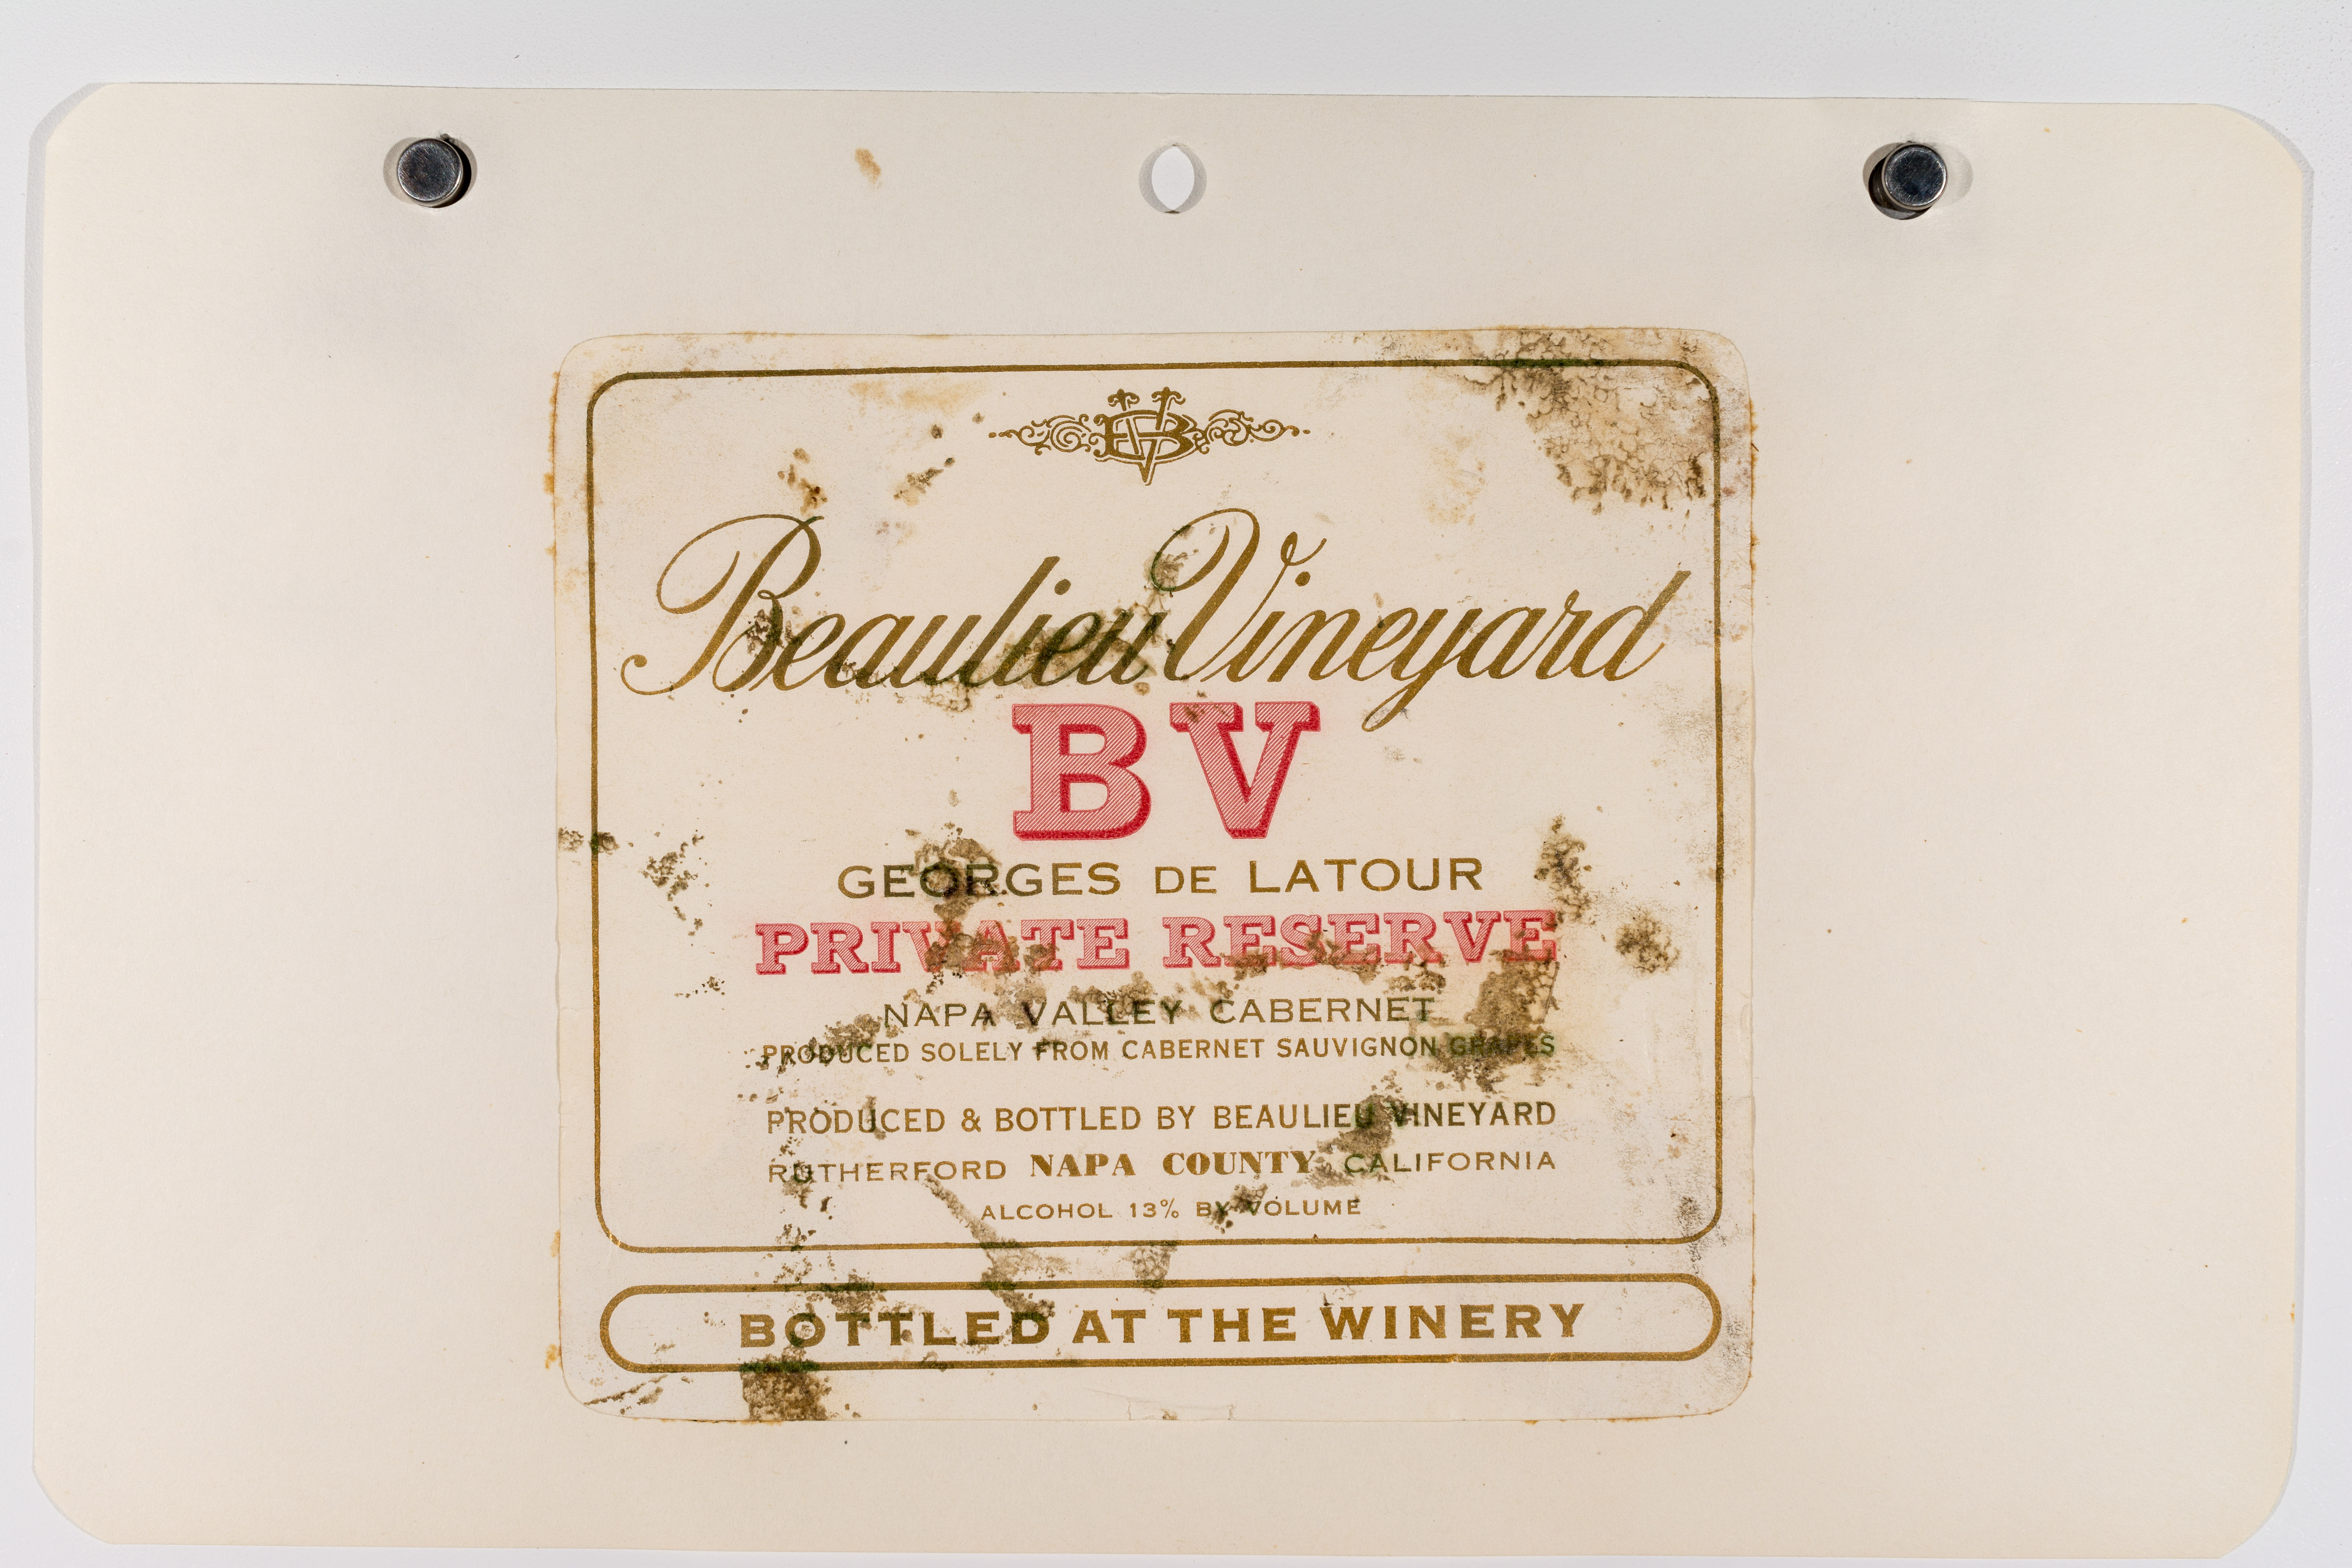 BV
Beaulieu Vineyard
BV
GEORGES DE LATOUR
PRIVATE RESERVE
NAPA VALLEY CABERNET
PRODUCED SOLELY FROM CABERNET SAUVIGNON GRAPES
PRODUCED & BOTTLED BY BEAULIEU VINEYARD
RUTHERFORD NAPA COUNTY, CALIFORNIA
ALCOHOL 13% BY VOLUME
BOTTLED AT THE WINERY